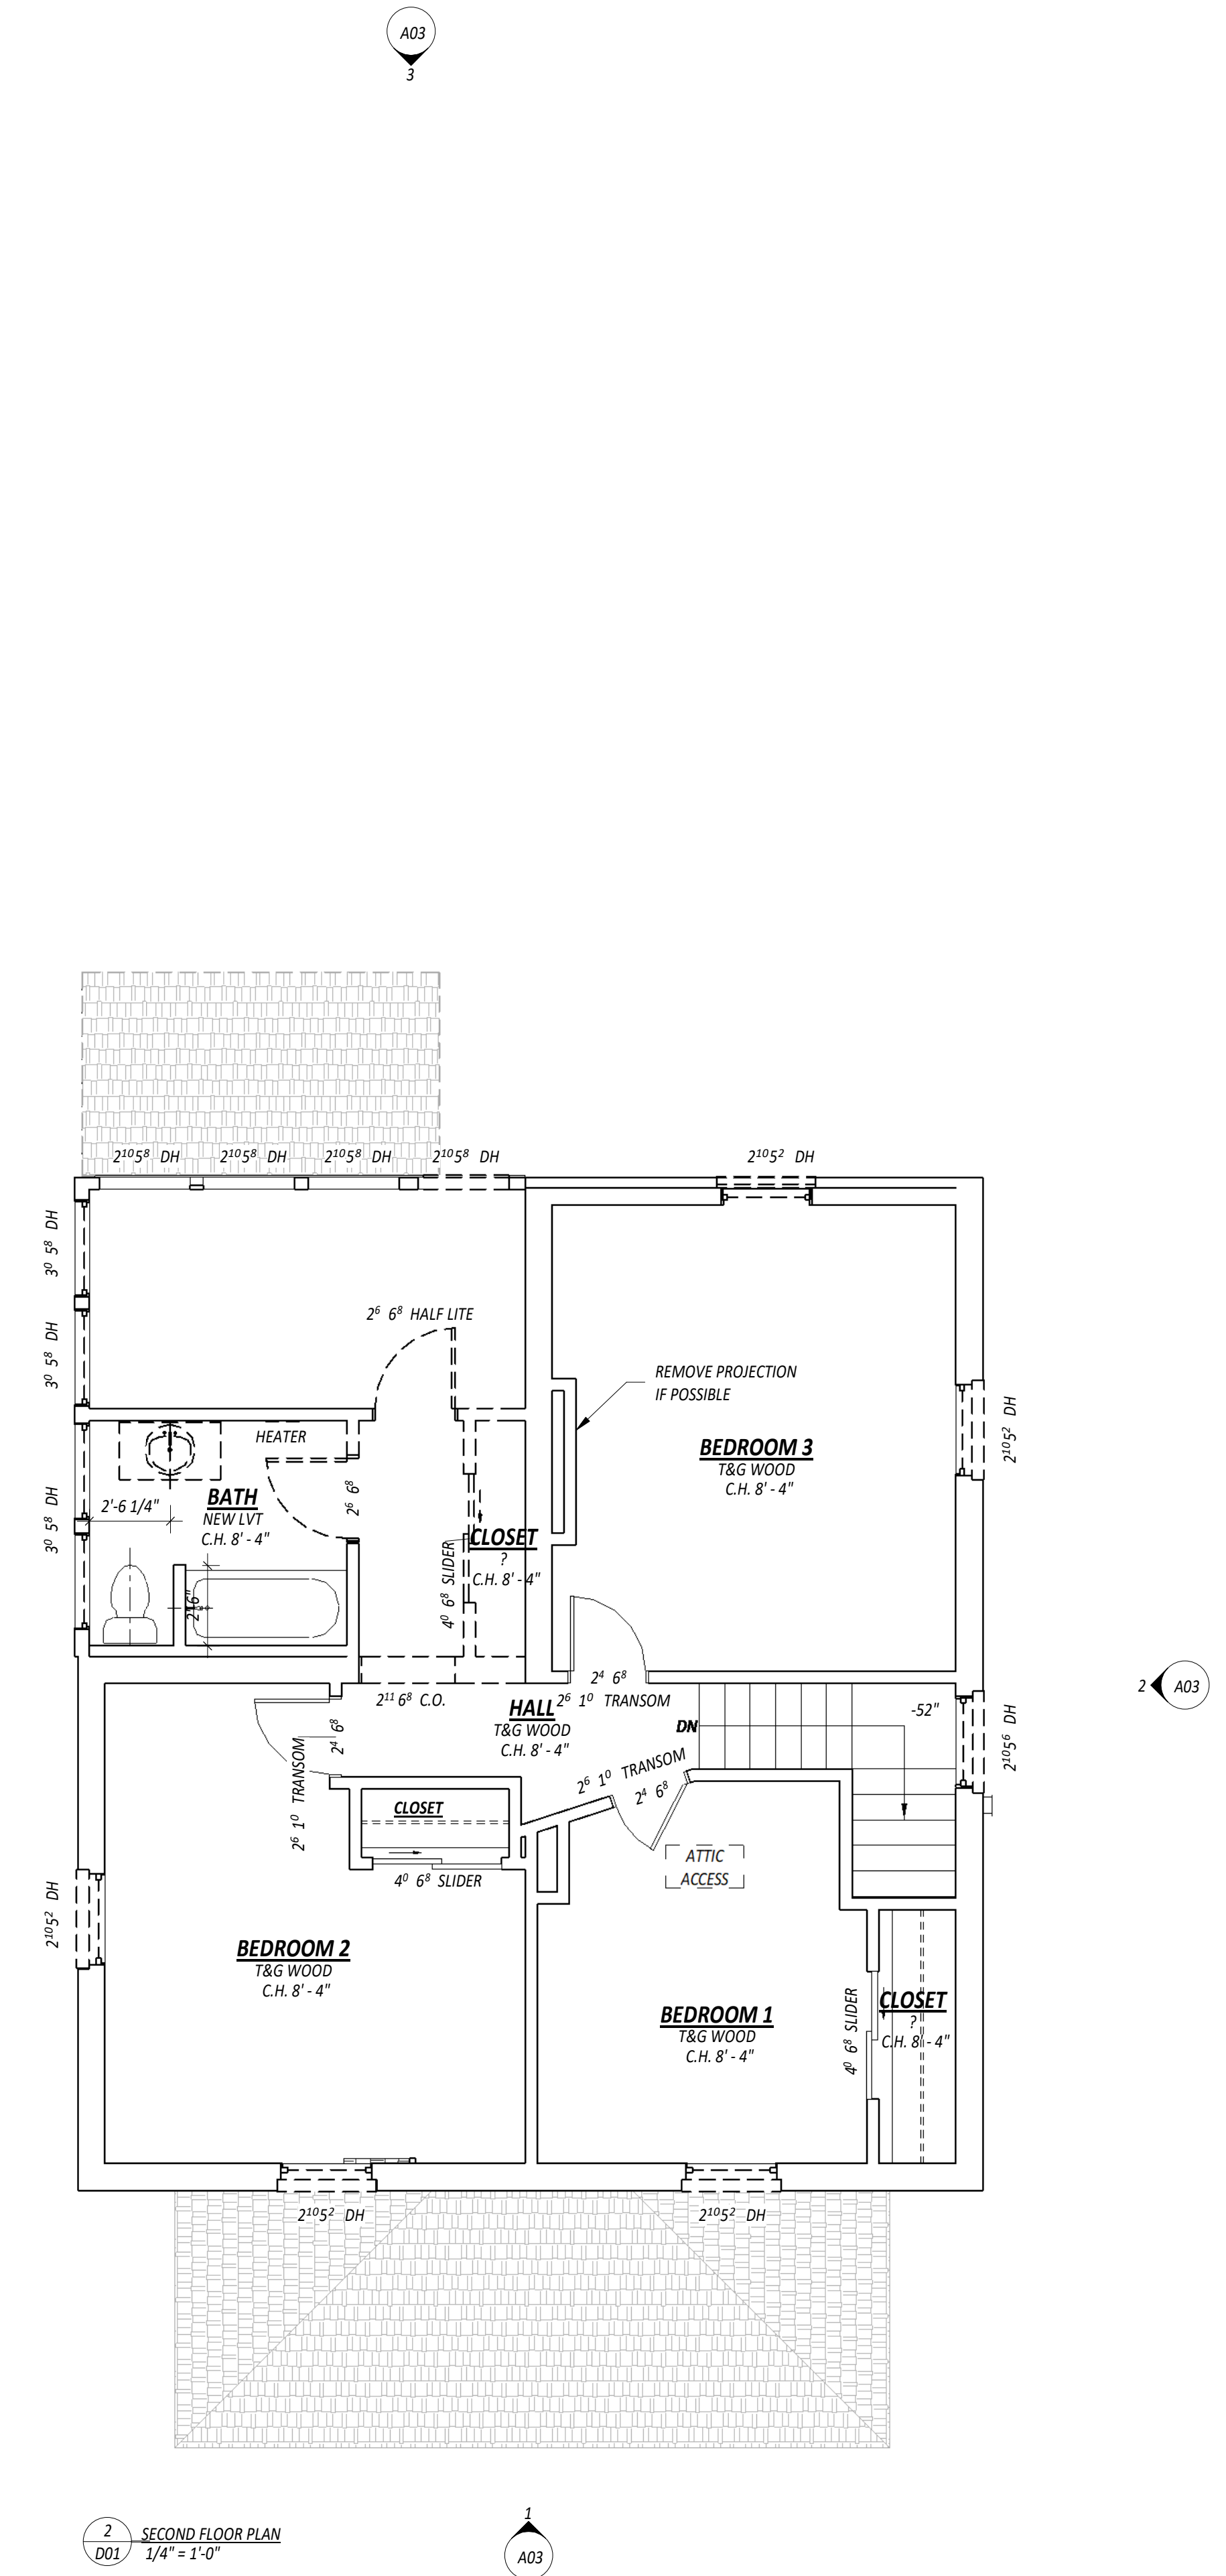 A03
3
2¹⁰5⁸ DH
2¹⁰5⁸ DH
2¹⁰5⁸ DH
2¹⁰5⁸ DH
2¹⁰5² DH
3⁰ 5⁸ DH
3⁰ 5⁸ DH
2⁶ 6⁸ HALF LITE
REMOVE PROJECTION
IF POSSIBLE
HEATER
BEDROOM 3
T&G WOOD
C.H. 8' - 4"
2¹⁰5² DH
2'-6 1/4"
BATH
NEW LVT
C.H. 8' - 4"
2⁶ 6⁸
3⁰ 5⁸ DH
CLOSET
?
C.H. 8' - 4"
4⁰ 6⁸ SLIDER
2'6"
2⁴ 6⁸
2⁶ 1⁰ TRANSOM
2¹¹ 6⁸ C.O.
HALL
T&G WOOD
C.H. 8' - 4"
DN
-52"
2¹⁰5⁶ DH
2
A03
2⁴ 6⁸
2⁶ 1⁰ TRANSOM
2⁶ 1⁰ TRANSOM
2⁴ 6⁸
CLOSET
4⁰ 6⁸ SLIDER
ATTIC
ACCESS
2¹⁰5² DH
BEDROOM 2
T&G WOOD
C.H. 8' - 4"
BEDROOM 1
T&G WOOD
C.H. 8' - 4"
4⁰ 6⁸ SLIDER
CLOSET
?
C.H. 8' - 4"
2¹⁰5² DH
2¹⁰5² DH
2
D01
SECOND FLOOR PLAN
1/4" = 1'-0"
1
A03